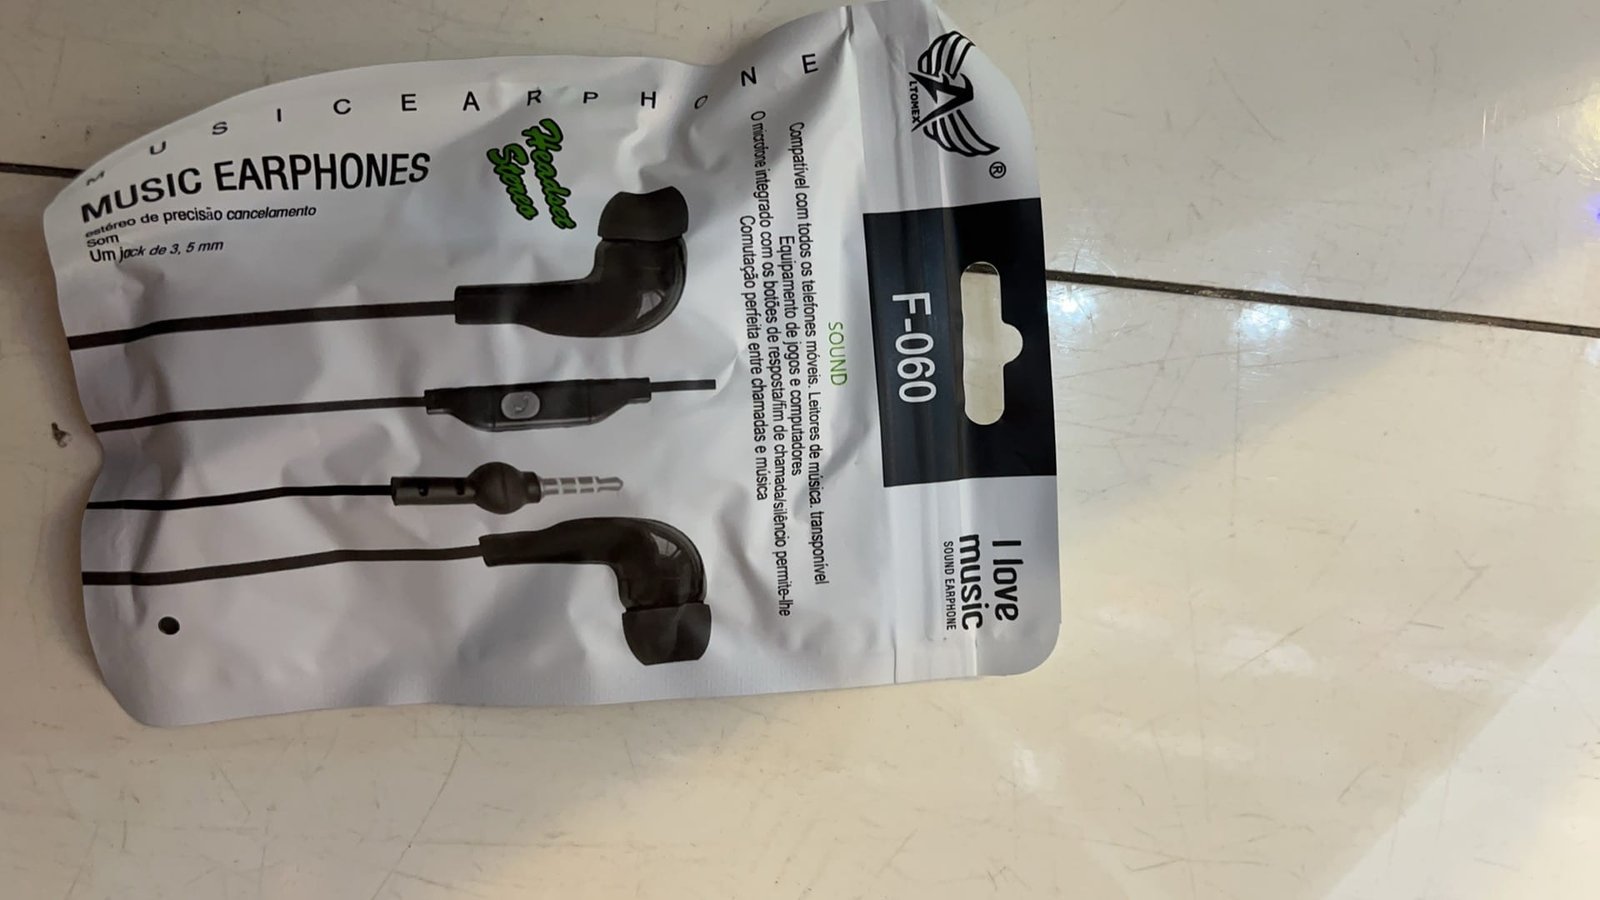 ALTOMEX
®
F-060
I love
music
SOUND EARPHONE
SOUND
Compatível com todos os telefones móveis. Leitores de música. transponível
Equipamento de jogos e computadores
O microfone integrado com os botões de resposta/fim de chamada/silêncio permite-lhe
Comutação perfeita entre chamadas e música
MUSICEARPHONE
Headset
Stereo
MUSIC EARPHONES
estéreo de precisão cancelamento
som
Um jack de 3, 5 mm